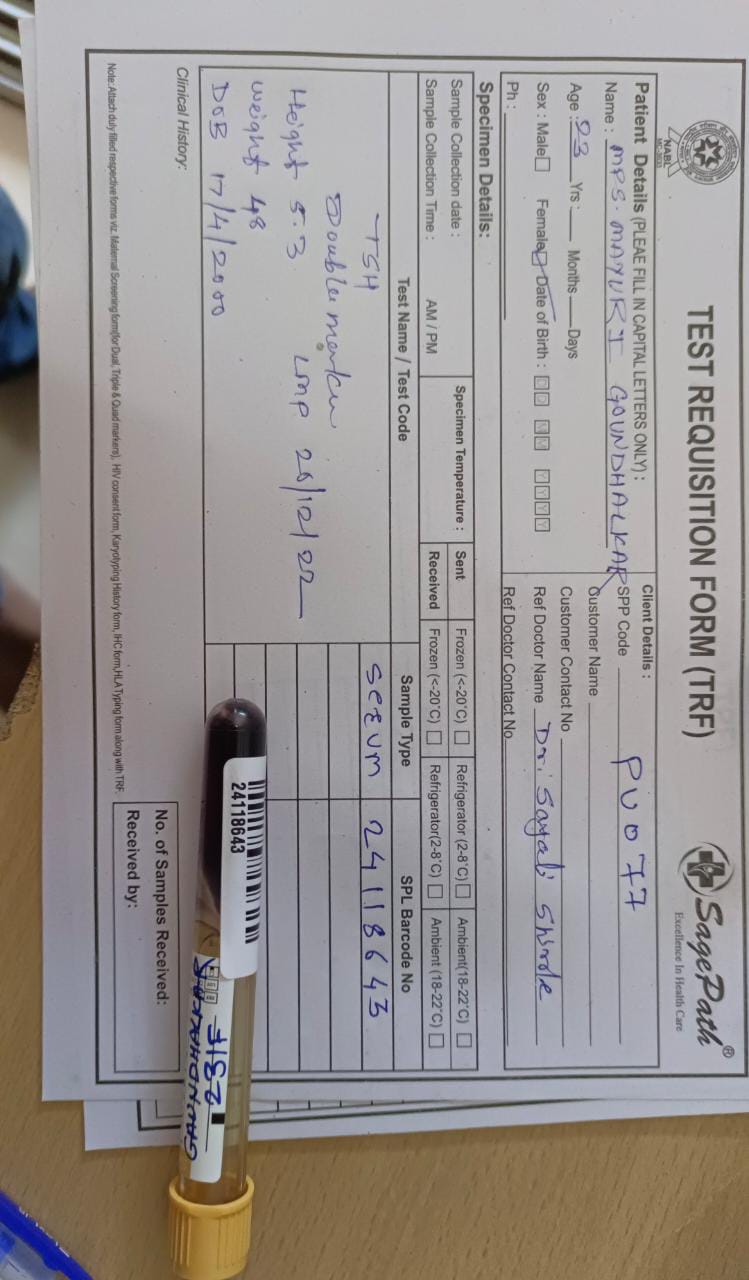 TEST REQUISITION FORM (TRF)
NABL
SagePath®
Excellence In Health Care
Patient Details (PLEAE FILL IN CAPITAL LETTERS ONLY) :
Name : MRS. MAYURI GOUNDHALKAR
Age : 23 Yrs : Months Days
Sex : Male Female Date of Birth : D D M M Y Y Y Y
Ph :
Client Details :
SPP Code PU077
Customer Name
Customer Contact No
Ref Doctor Name Dr. Sayali Shinde
Ref Doctor Contact No
Specimen Details:
Sample Collection date : Specimen Temperature : Sent Frozen (<-20°C) Refrigerator (2-8°C) Ambient(18-22°C)
Sample Collection Time : AM / PM Received Frozen (<-20°C) Refrigerator(2-8°C) Ambient (18-22°C)
Test Name / Test Code Sample Type SPL Barcode No
TSH serum 24118643
Double marker
Height 5.3 LMP 26/12/22
weight 48
DOB 17/4/2000
Clinical History:
No. of Samples Received:
Received by:
Note: Attach duly filled respective forms viz. Maternal Screening form(for Dual, Triple & Quad markers), HIV consent form, Karyotyping History form, IHC form,HLA Typing form along with TRF.
24118643
23/F